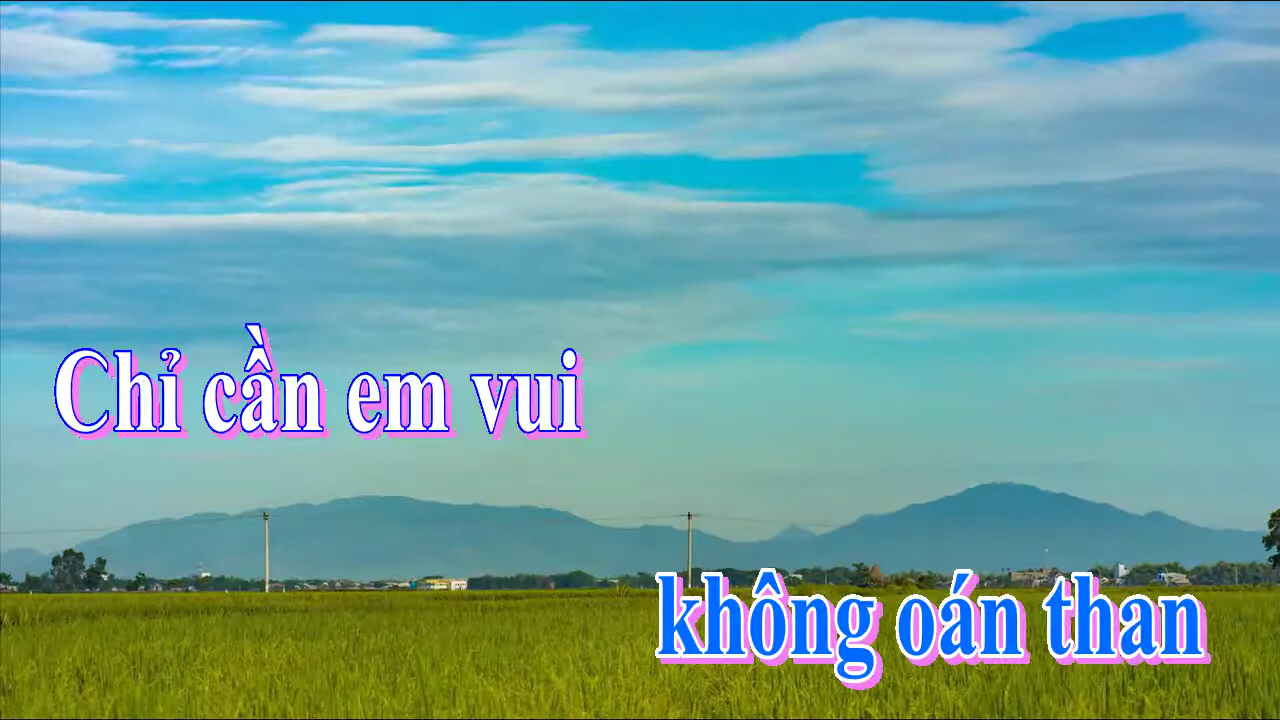 Chỉ cần em vui
không oán than